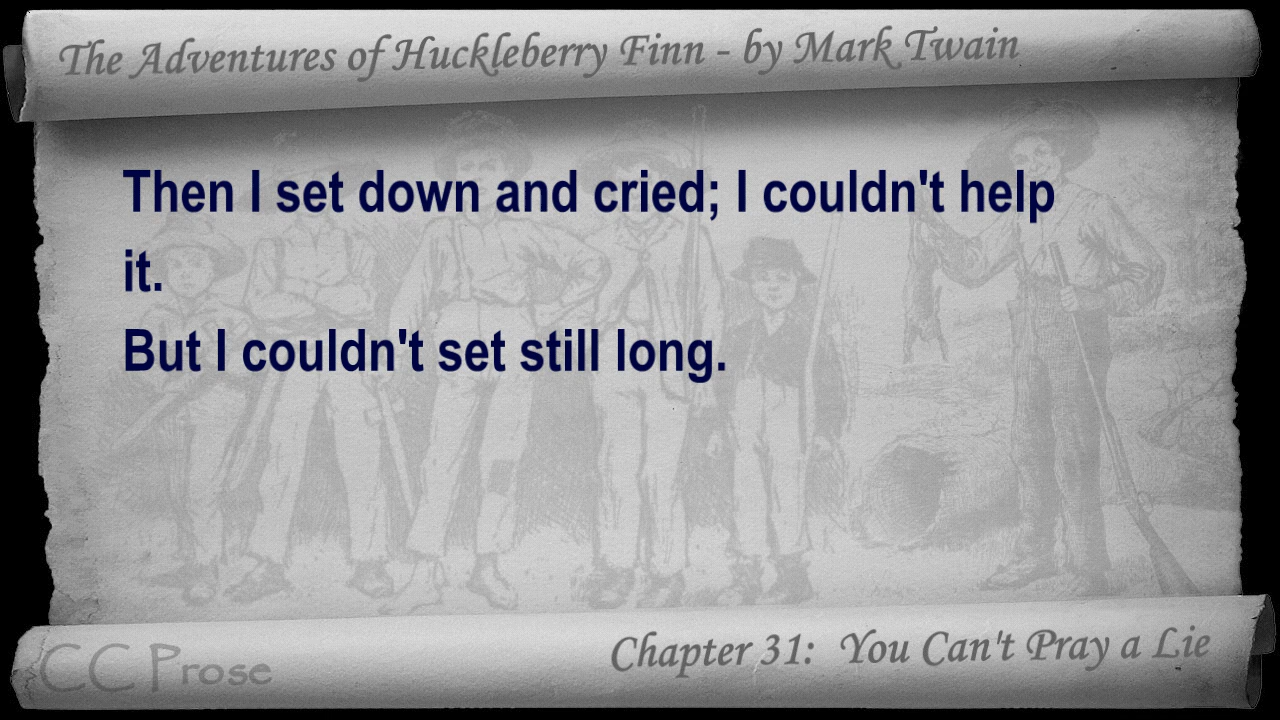 The Adventures of Huckleberry Finn - by Mark Twain
Then I set down and cried; I couldn't help
it.
But I couldn't set still long.
Chapter 31: You Can't Pray a Lie
CC Prose